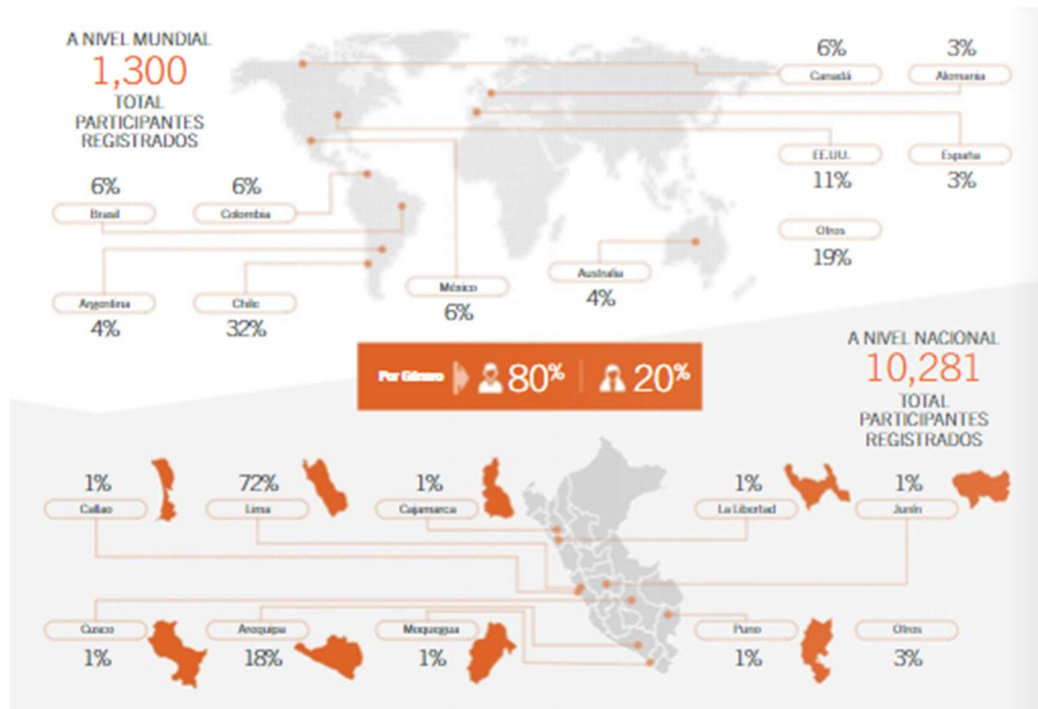 A NIVEL MUNDIAL
1,300
TOTAL
PARTICIPANTES
REGISTRADOS
6%
Canadá
3%
Alemania
EE.UU.
11%
España
3%
6%
Brasil
6%
Colombia
Otros
19%
Argentina
4%
Chile
32%
México
6%
Australia
4%
Por Género
80%
20%
A NIVEL NACIONAL
10,281
TOTAL
PARTICIPANTES
REGISTRADOS
1%
Callao
72%
Lima
1%
Cajamarca
1%
La Libertad
1%
Junín
Cusco
1%
Arequipa
18%
Moquegua
1%
Puno
1%
Otros
3%